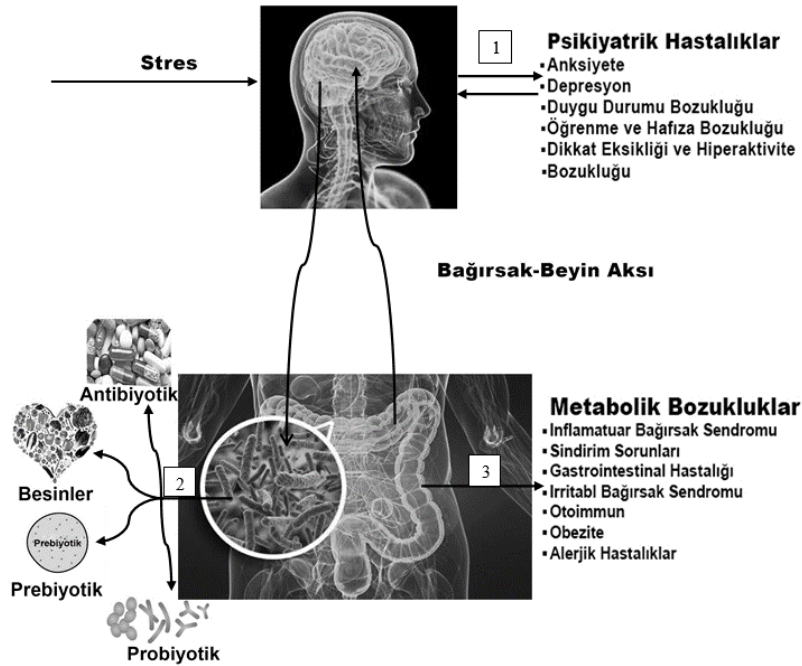 Stres
1
Psikiyatrik Hastalıklar
▪Anksiyete
▪Depresyon
▪Duygu Durumu Bozukluğu
▪Öğrenme ve Hafıza Bozukluğu
▪Dikkat Eksikliği ve Hiperaktivite
▪Bozukluğu
Bağırsak-Beyin Aksı
Antibiyotik
Besinler
2
Prebiyotik
Prebiyotik
Probiyotik
3
Metabolik Bozukluklar
▪Inflamatuar Bağırsak Sendromu
▪Sindirim Sorunları
▪Gastrointestinal Hastalığı
▪Irritabl Bağırsak Sendromu
▪Otoimmun
▪Obezite
▪Alerjik Hastalıklar